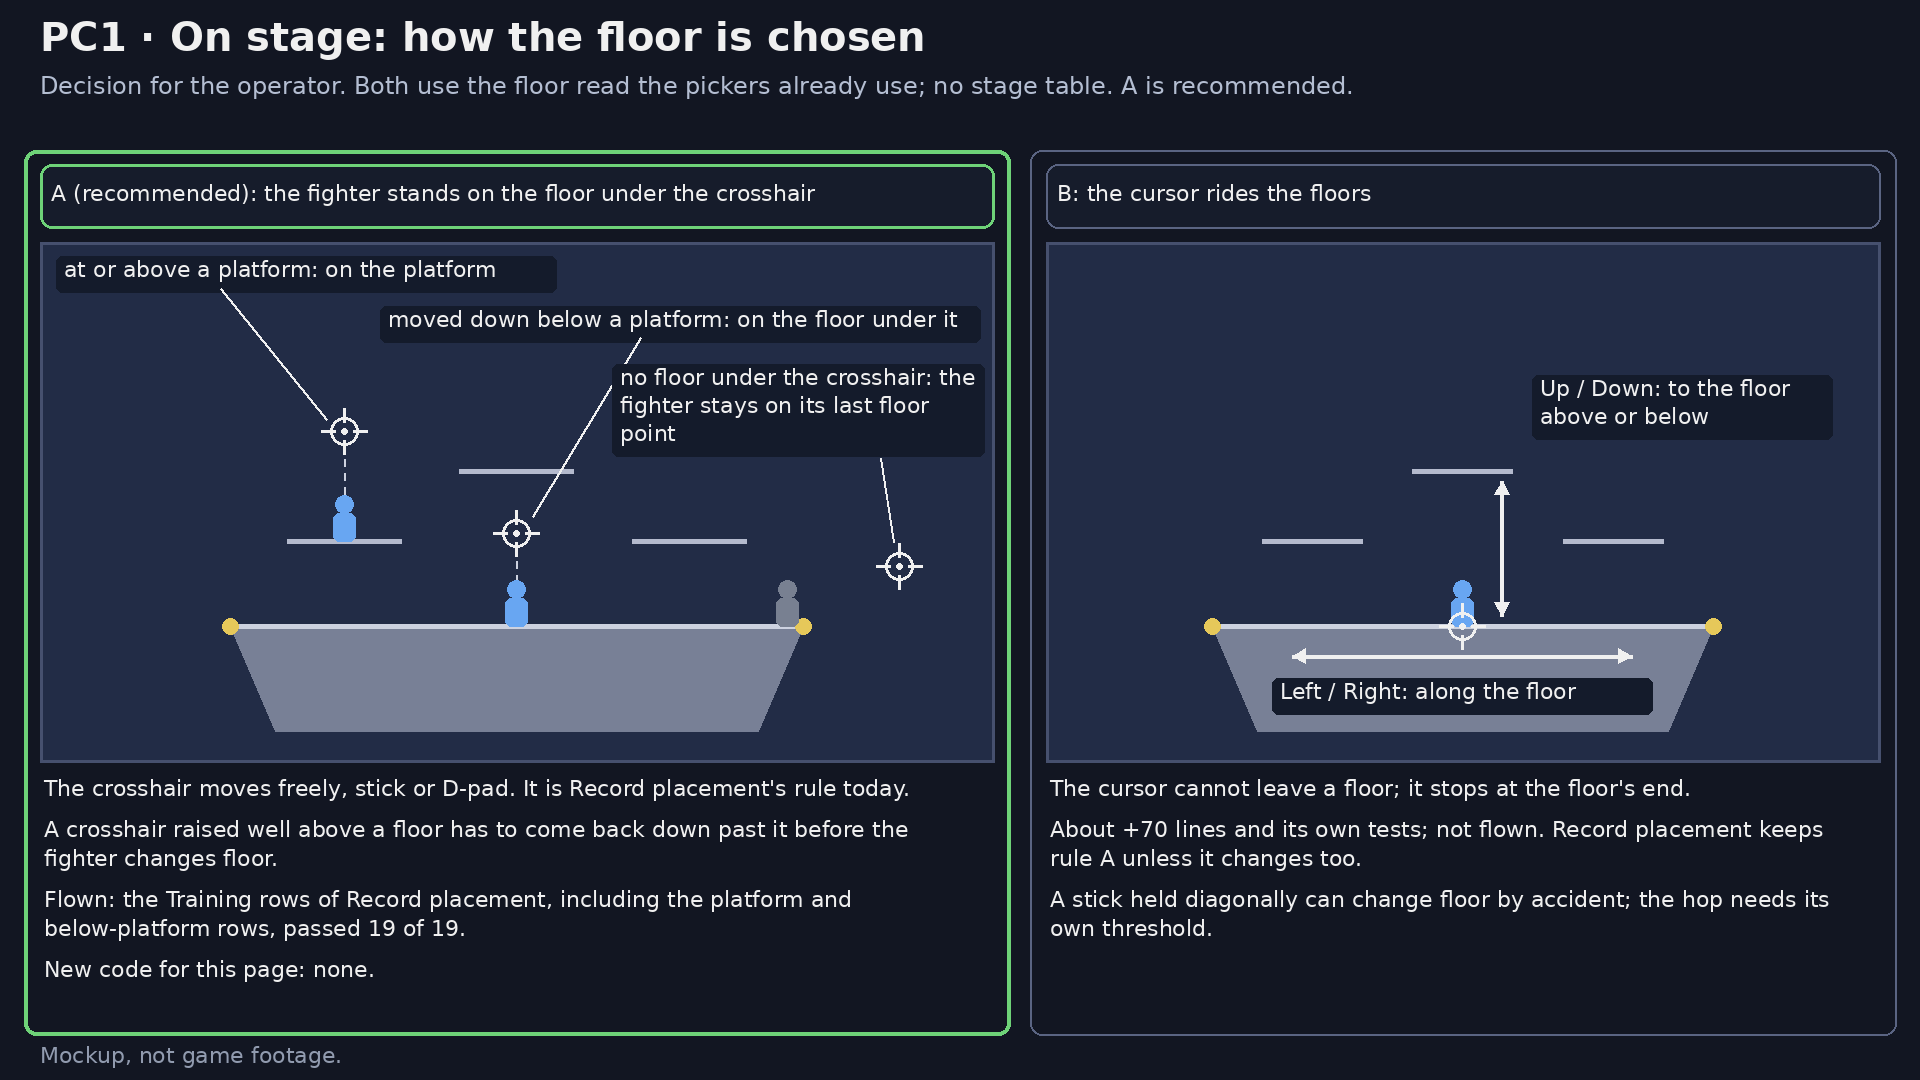 PC1 · On stage: how the floor is chosen
Decision for the operator. Both use the floor read the pickers already use; no stage table. A is recommended.
A (recommended): the fighter stands on the floor under the crosshair
at or above a platform: on the platform
moved down below a platform: on the floor under it
no floor under the crosshair: the
fighter stays on its last floor
point
The crosshair moves freely, stick or D-pad. It is Record placement's rule today.
A crosshair raised well above a floor has to come back down past it before the
fighter changes floor.
Flown: the Training rows of Record placement, including the platform and
below-platform rows, passed 19 of 19.
New code for this page: none.
B: the cursor rides the floors
Up / Down: to the floor
above or below
Left / Right: along the floor
The cursor cannot leave a floor; it stops at the floor's end.
About +70 lines and its own tests; not flown. Record placement keeps
rule A unless it changes too.
A stick held diagonally can change floor by accident; the hop needs its
own threshold.
Mockup, not game footage.